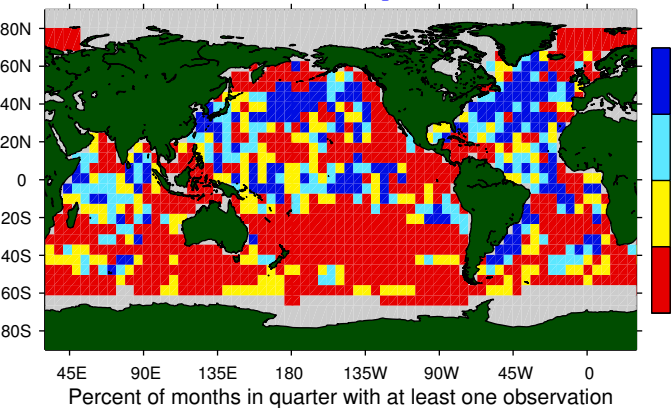 80N
60N
40N
20N
0
20S
40S
60S
80S
45E 90E 135E 180 135W 90W 45W 0
Percent of months in quarter with at least one observation